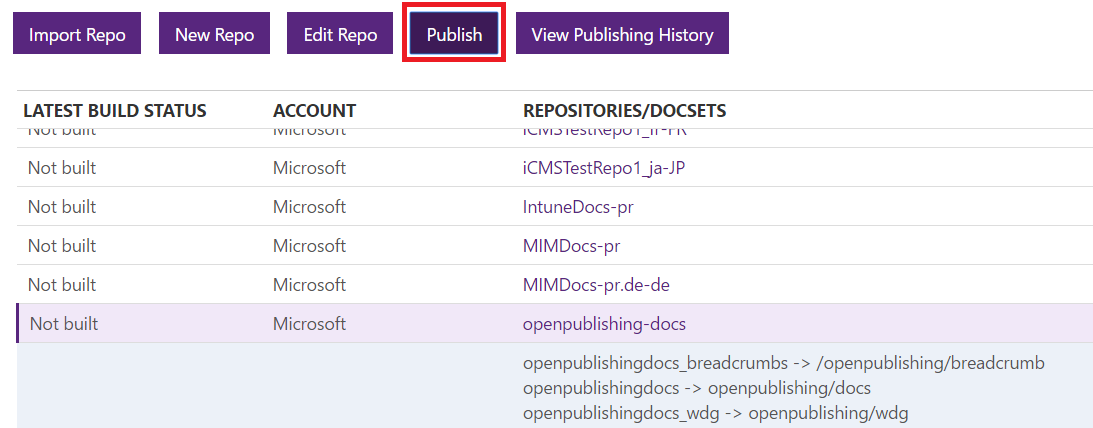 Import Repo New Repo Edit Repo Publish View Publishing History
LATEST BUILD STATUS ACCOUNT REPOSITORIES/DOCSETS
Not built Microsoft iCMSTestRepo1_fr-FR
Not built Microsoft iCMSTestRepo1_ja-JP
Not built Microsoft IntuneDocs-pr
Not built Microsoft MIMDocs-pr
Not built Microsoft MIMDocs-pr.de-de
Not built Microsoft openpublishing-docs
openpublishingdocs_breadcrumbs -> /openpublishing/breadcrumb
openpublishingdocs -> openpublishing/docs
openpublishingdocs_wdg -> openpublishing/wdg